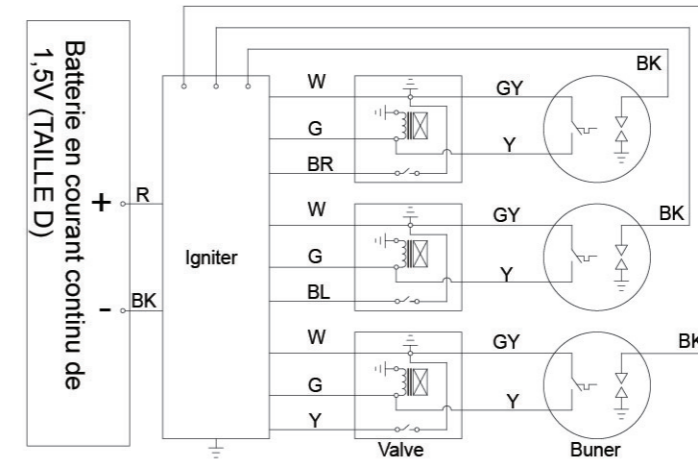 Batterie en courant continu de
1,5V (TAILLE D)
+
R
-
BK
Igniter
W
G
BR
GY
Y
BK
W
G
BL
GY
Y
BK
W
G
Y
GY
Y
BK
Valve
Buner